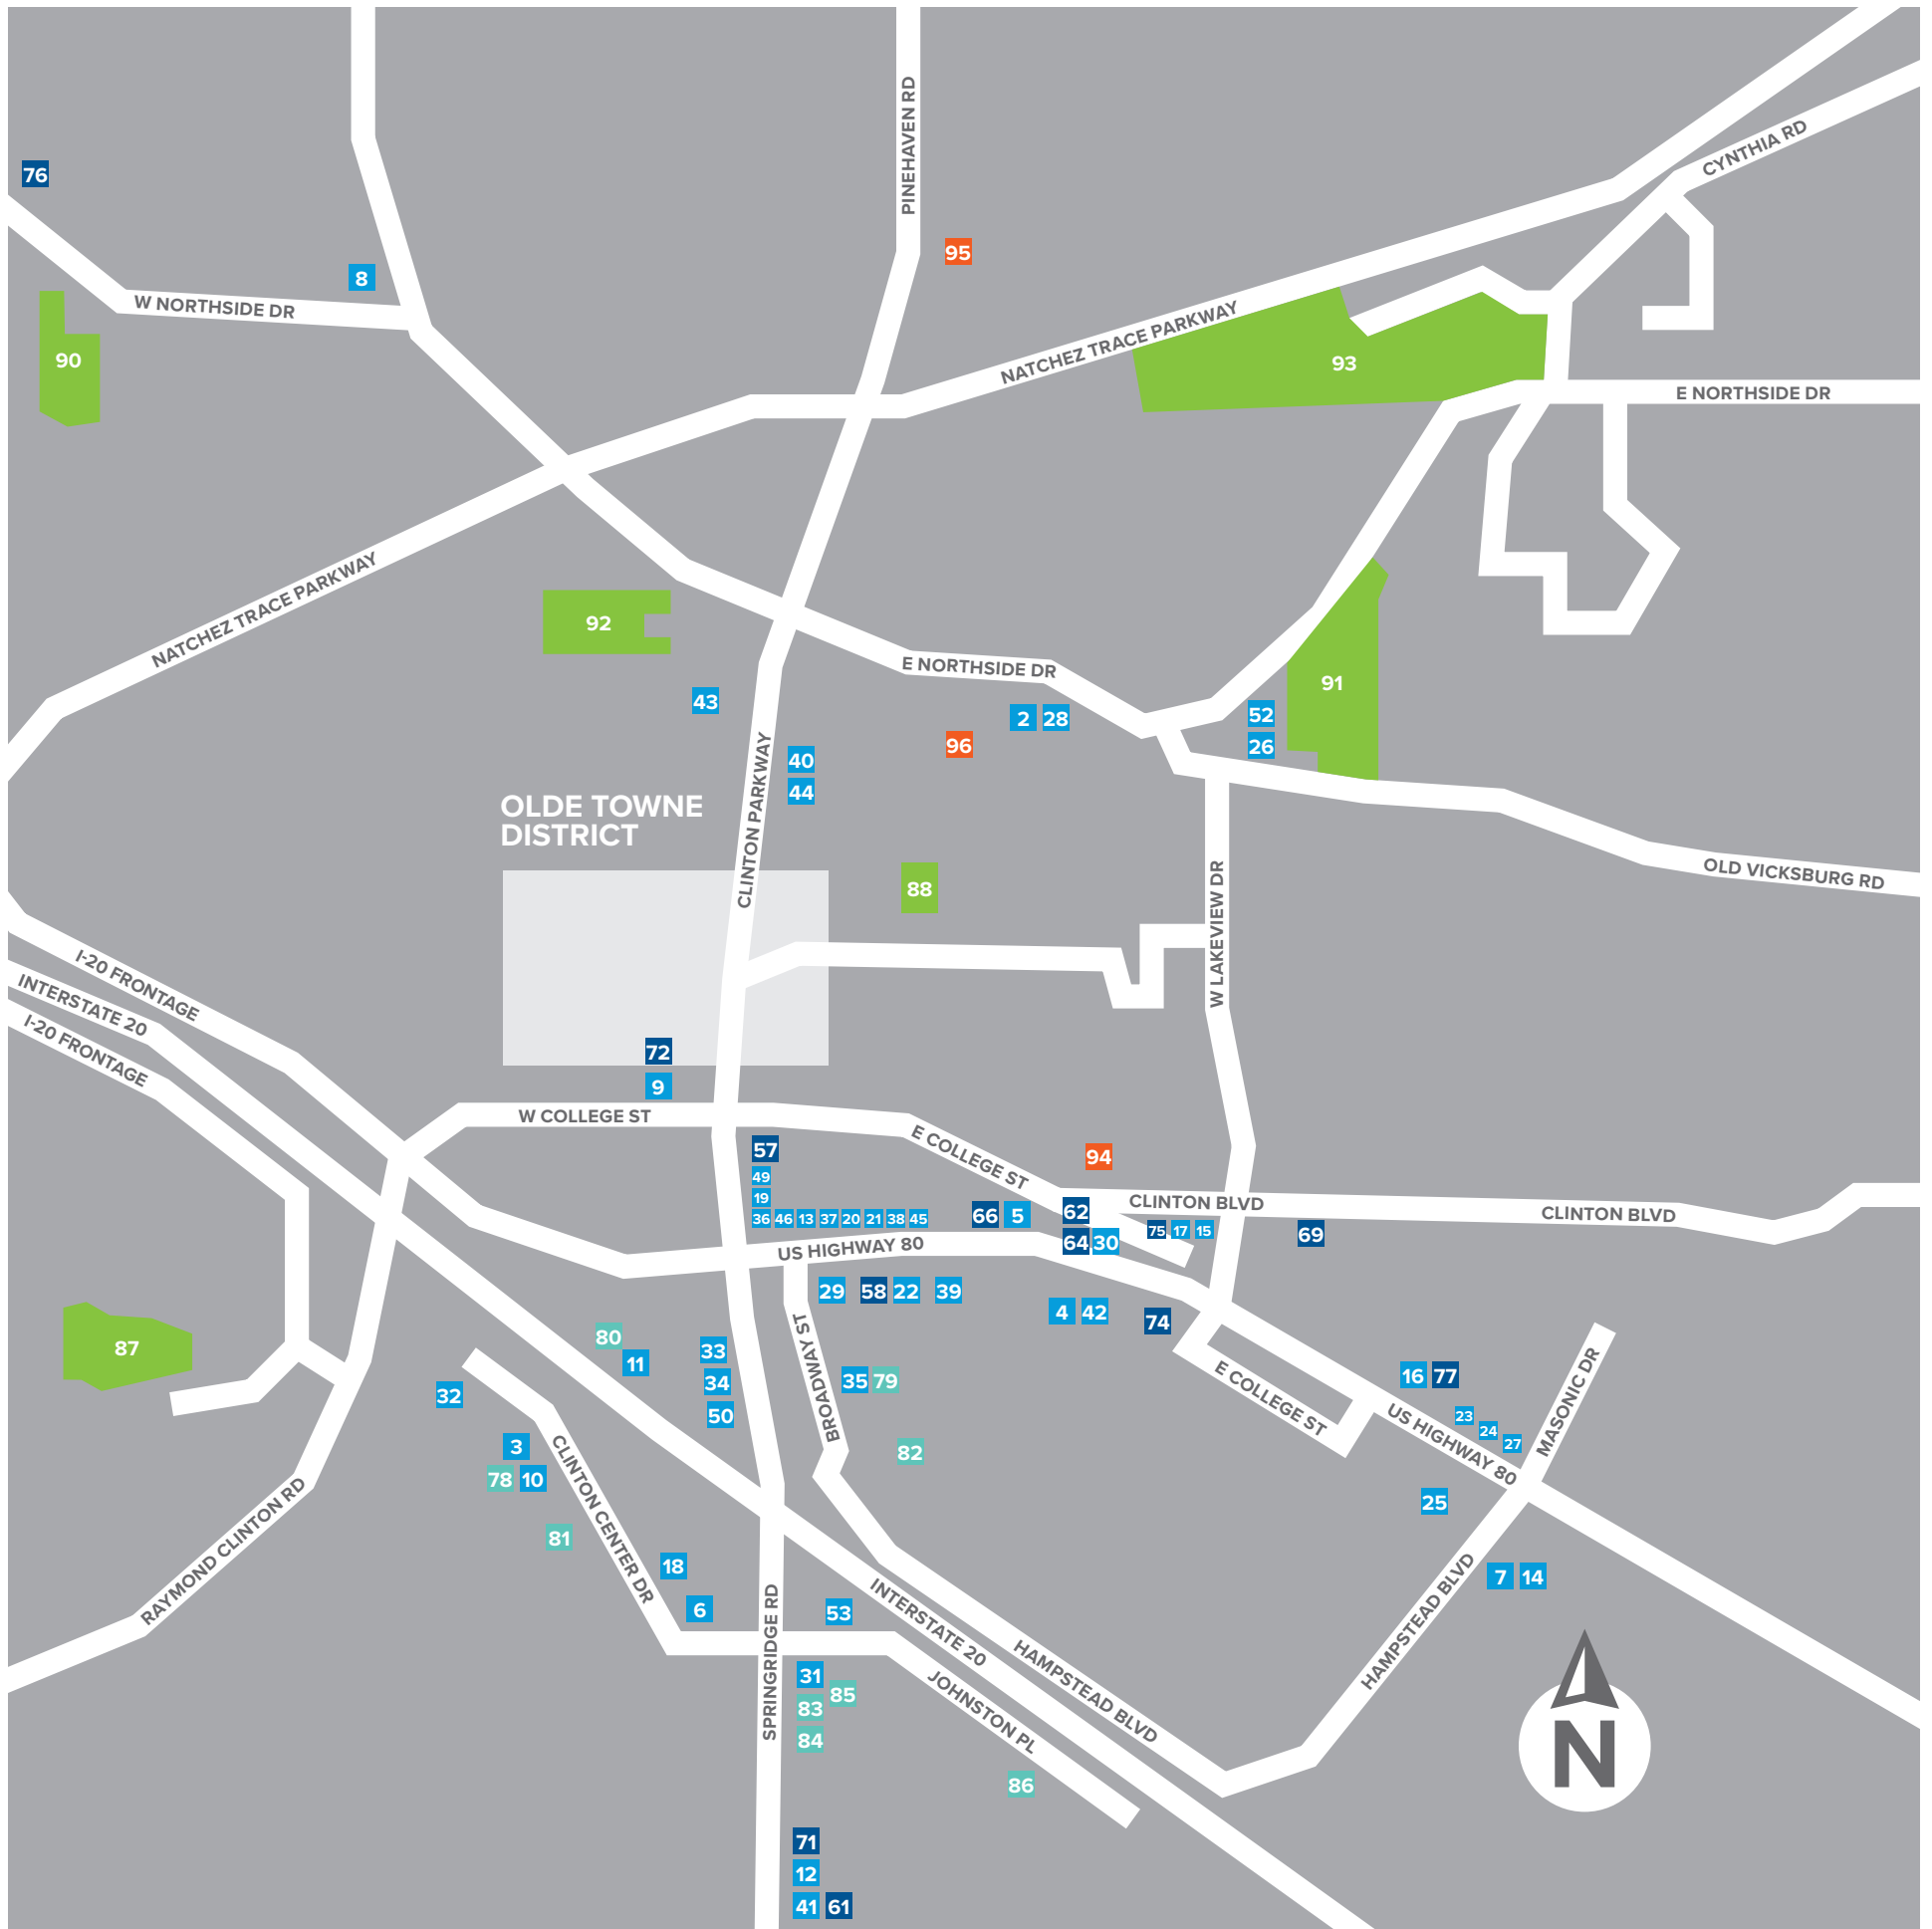 PINEHAVEN RD
CYNTHIA RD
76
95
8
W NORTHSIDE DR
NATCHEZ TRACE PARKWAY
90
93
E NORTHSIDE DR
NATCHEZ TRACE PARKWAY
92
E NORTHSIDE DR
91
43
2 28
52
96
26
40
44
CLINTON PARKWAY
OLDE TOWNE
DISTRICT
88
OLD VICKSBURG RD
W LAKEVIEW DR
I-20 FRONTAGE
INTERSTATE 20
I-20 FRONTAGE
72
9
W COLLEGE ST
E COLLEGE ST
57
94
49
19
CLINTON BLVD
CLINTON BLVD
36 46 13 37 20 21 38 45
66 5
62
75 17 15
69
64 30
US HIGHWAY 80
29 58 22 39
4 42
74
80
11
33
34
50
87
32
BROADWAY ST
35 79
E COLLEGE ST
16 77
23
24
27
US HIGHWAY 80
MASONIC DR
3
78 10
82
25
CLINTON CENTER DR
81
RAYMOND CLINTON RD
18
6
53
7 14
INTERSTATE 20
HAMPSTEAD BLVD
HAMPSTEAD BLVD
SPRINGRIDGE RD
31
85
83
84
JOHNSTON PL
86
N
71
12
41 61